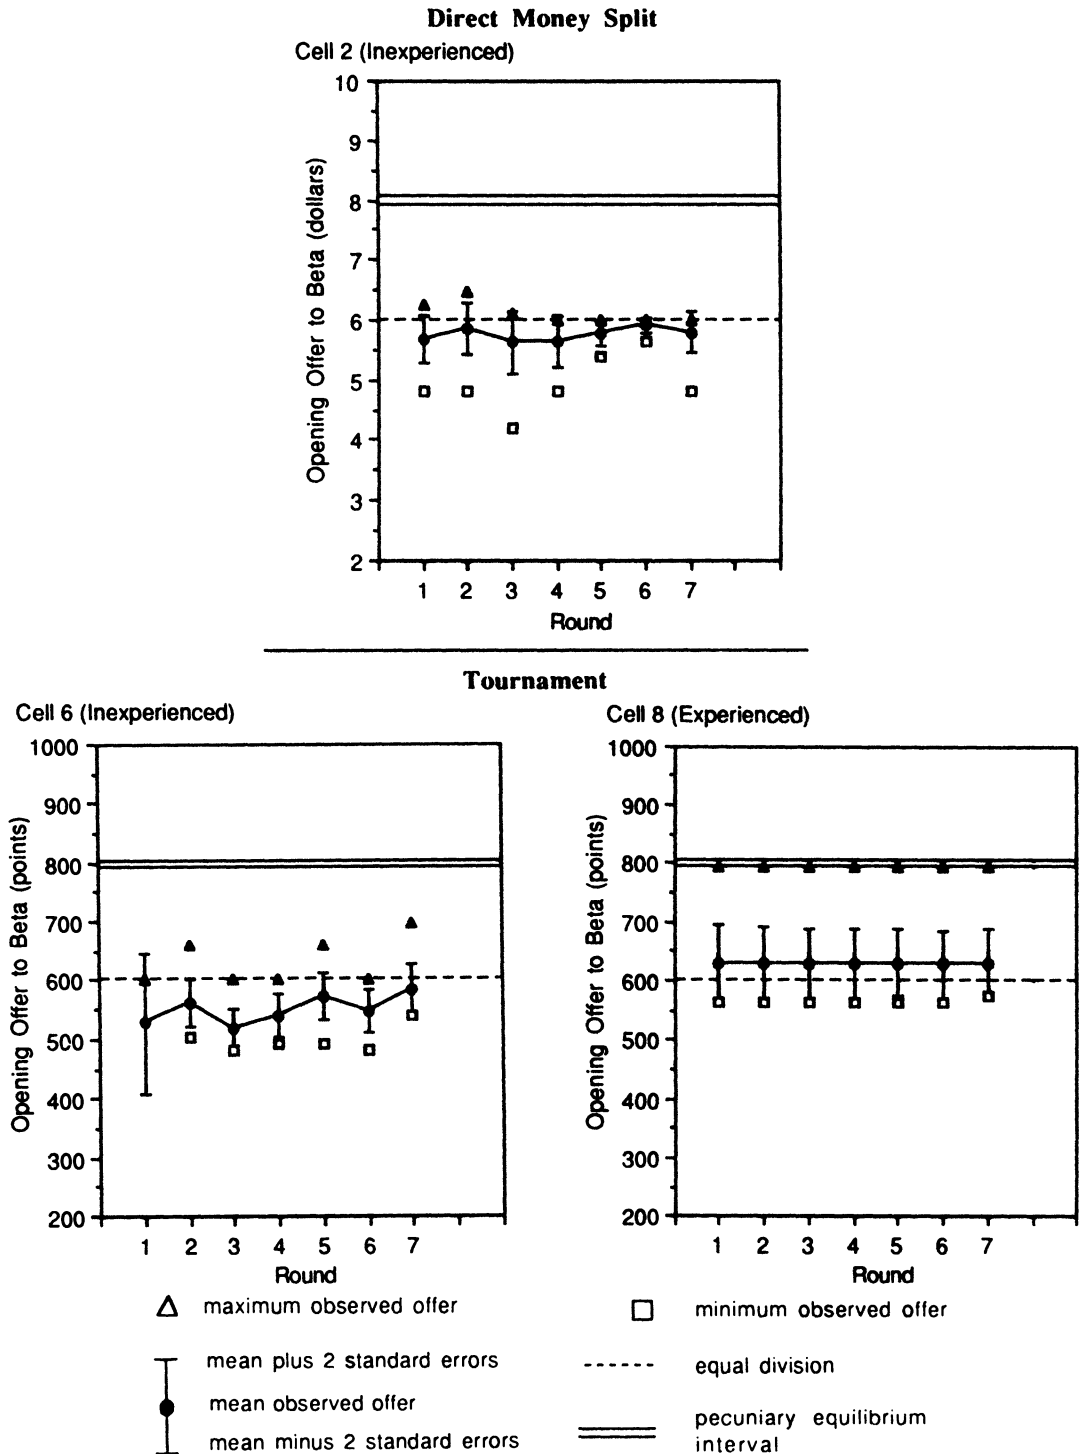 Direct Money Split
Cell 2 (Inexperienced)
Opening Offer to Beta (dollars)
10
9
8
7
6
5
4
3
2
1 2 3 4 5 6 7
Round
Tournament
Cell 6 (Inexperienced)
Opening Offer to Beta (points)
1000
900
800
700
600
500
400
300
200
1 2 3 4 5 6 7
Round
Cell 8 (Experienced)
Opening Offer to Beta (points)
1000
900
800
700
600
500
400
300
200
1 2 3 4 5 6 7
Round
maximum observed offer
mean plus 2 standard errors
mean observed offer
mean minus 2 standard errors
minimum observed offer
equal division
pecuniary equilibrium
interval